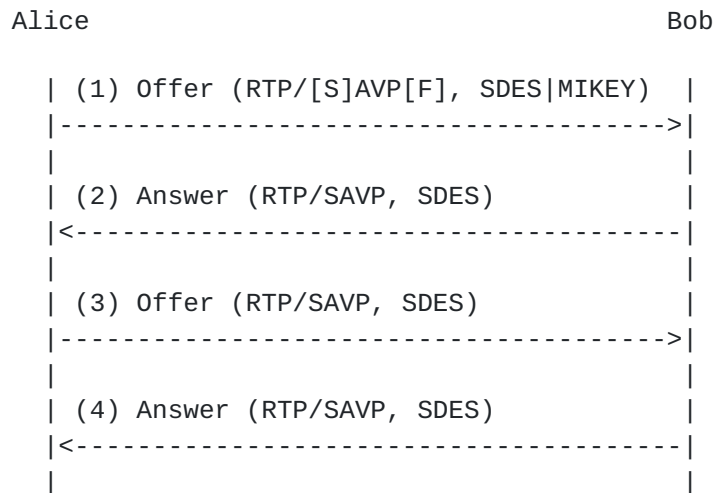 Alice                                     Bob

  | (1) Offer (RTP/[S]AVP[F], SDES|MIKEY)  |
  |--------------------------------------->|
  |                                        |
  | (2) Answer (RTP/SAVP, SDES)            |
  |<---------------------------------------|
  |                                        |
  | (3) Offer (RTP/SAVP, SDES)             |
  |--------------------------------------->|
  |                                        |
  | (4) Answer (RTP/SAVP, SDES)            |
  |<---------------------------------------|
  |                                        |